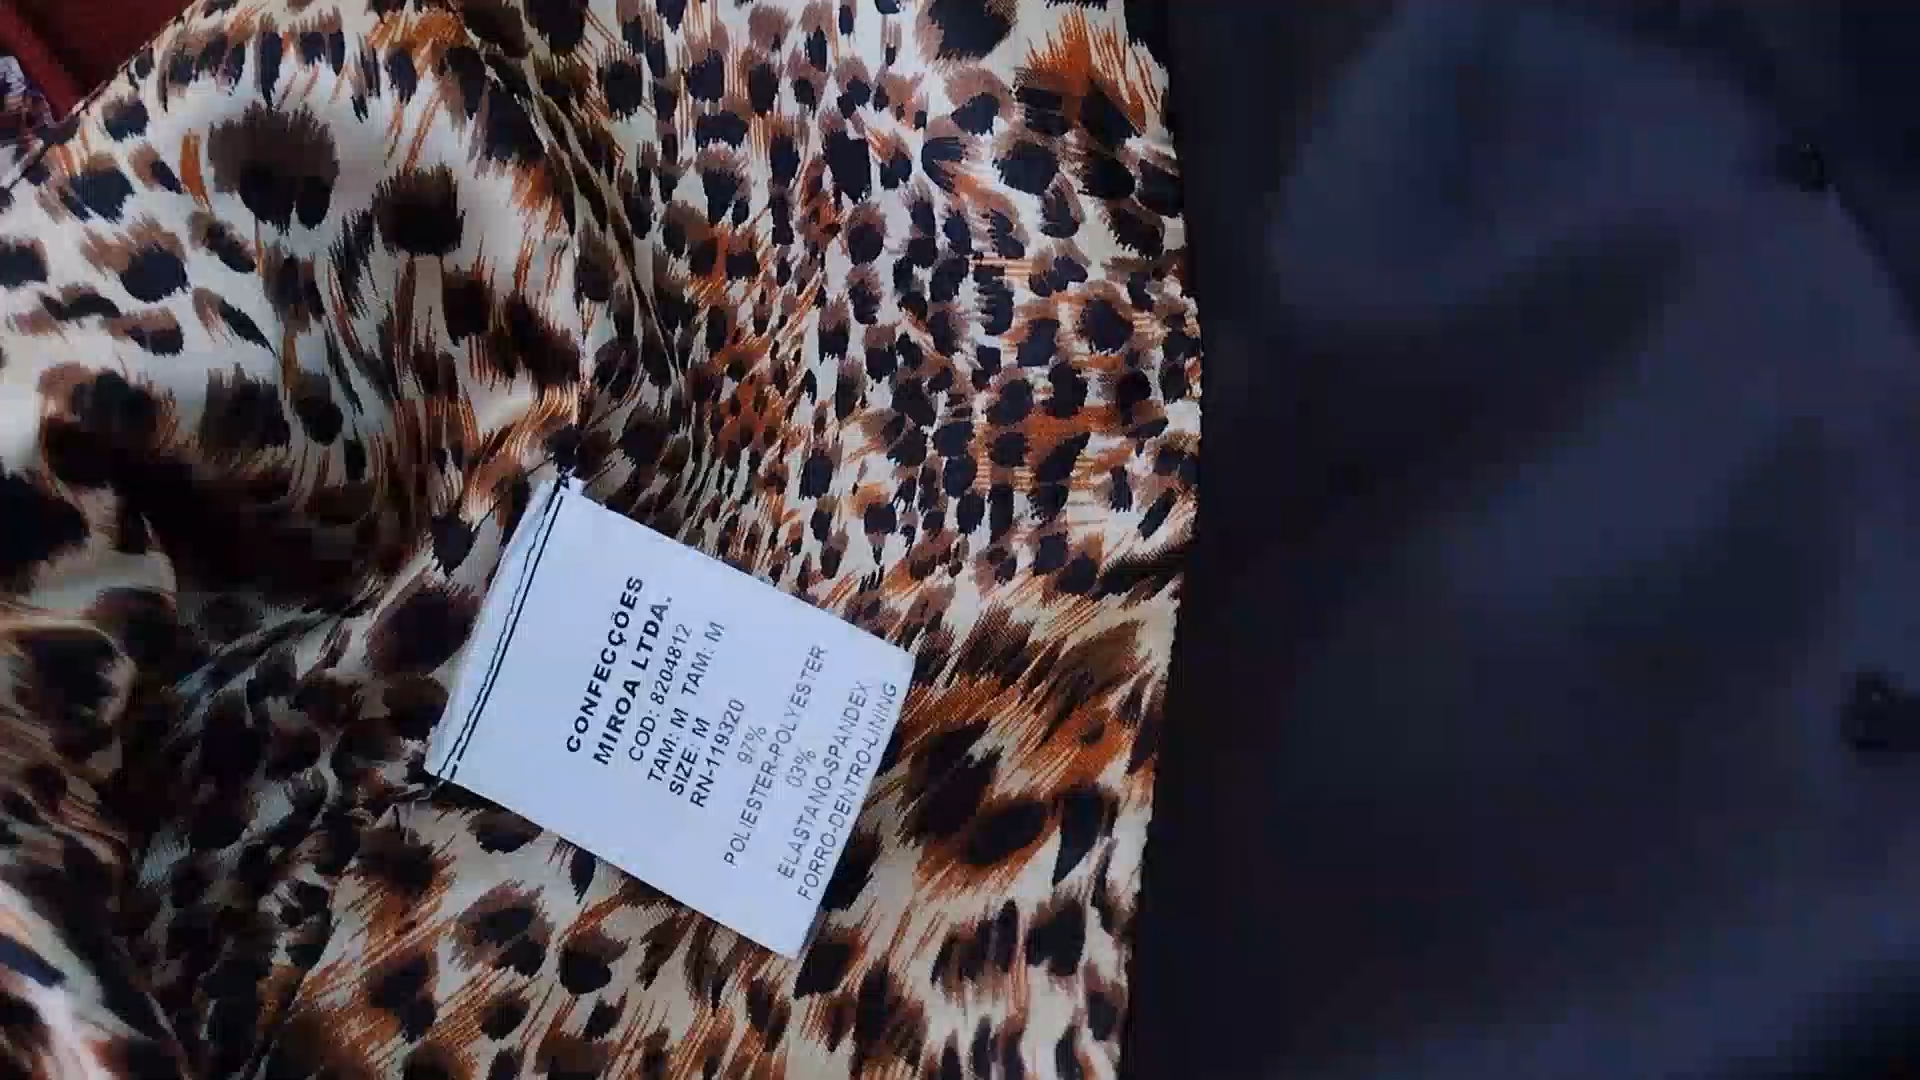 CONFECÇÕES
MIROA LTDA.
COD: 8204812
TAM: M TAM: M
SIZE: M
RN-119320
97%
POLIESTER-POLYESTER
03%
ELASTANO-SPANDEX
FORRO-DENTRO-LINING